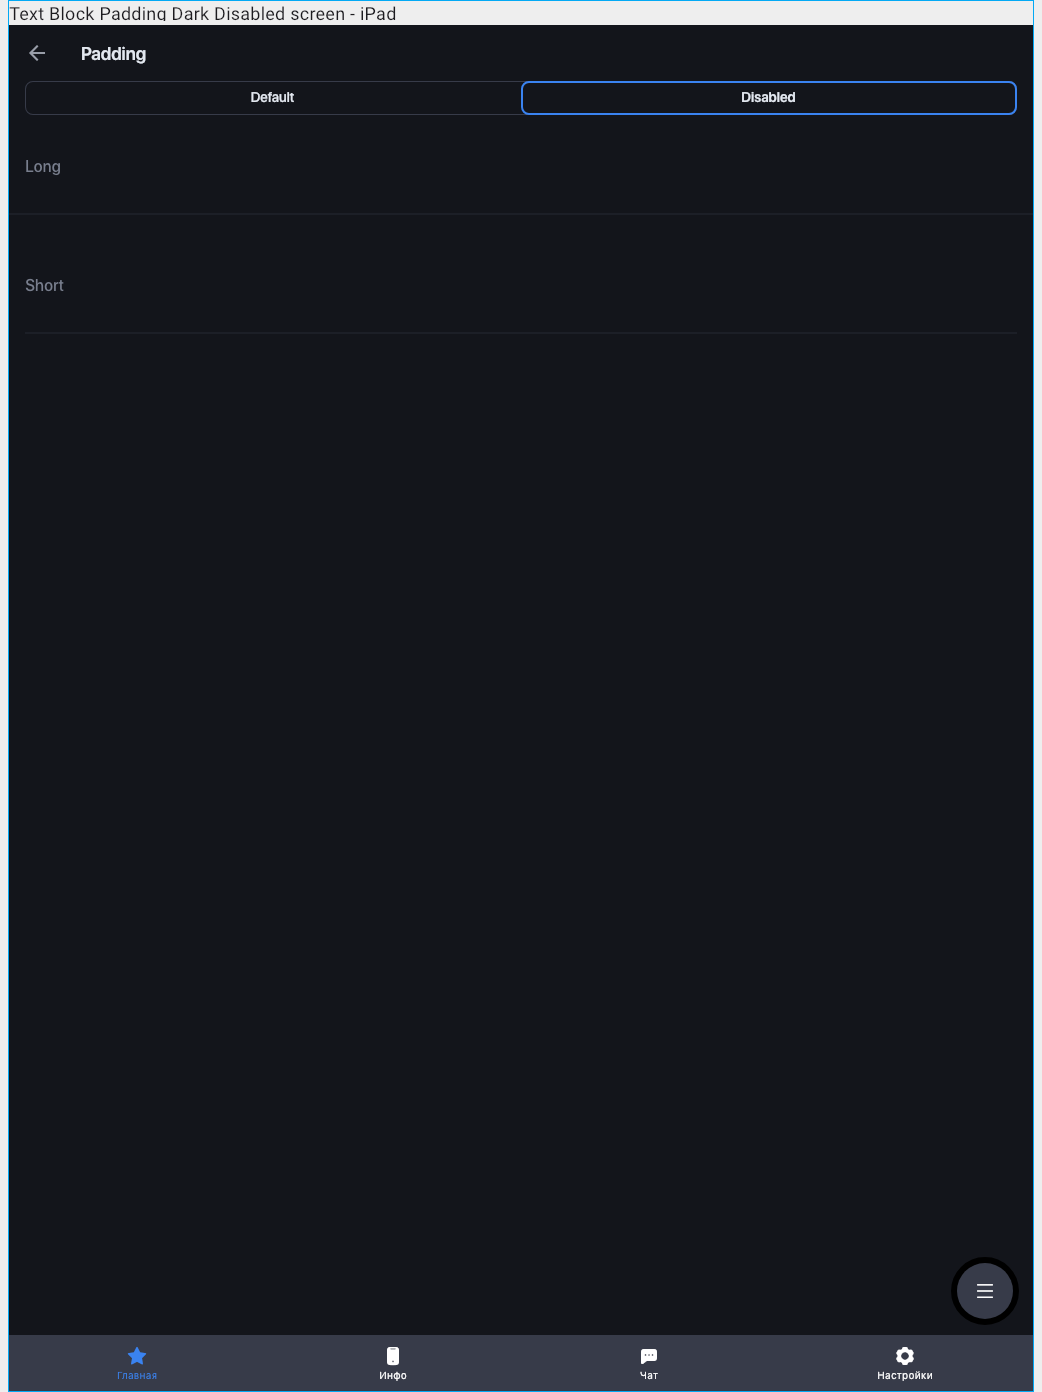 Text Block Padding Dark Disabled screen - iPad
Padding
Default
Disabled
Long
Short
Главная
Инфо
Чат
Настройки